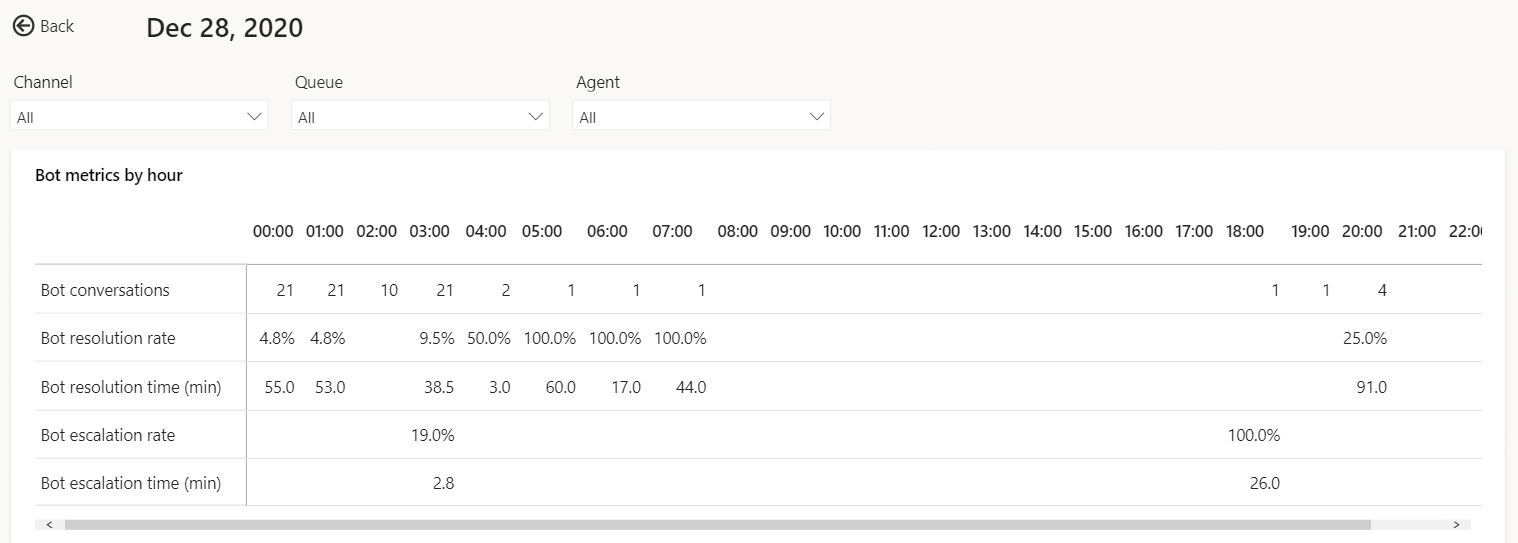 Back Dec 28, 2020
Channel Queue Agent
All All All
Bot metrics by hour
00:00 01:00 02:00 03:00 04:00 05:00 06:00 07:00 08:00 09:00 10:00 11:00 12:00 13:00 14:00 15:00 16:00 17:00 18:00 19:00 20:00 21:00 22:0
Bot conversations 21 21 10 21 2 1 1 1 1 1 4
Bot resolution rate 4.8% 4.8% 9.5% 50.0% 100.0% 100.0% 100.0% 25.0%
Bot resolution time (min) 55.0 53.0 38.5 3.0 60.0 17.0 44.0 91.0
Bot escalation rate 19.0% 100.0%
Bot escalation time (min) 2.8 26.0